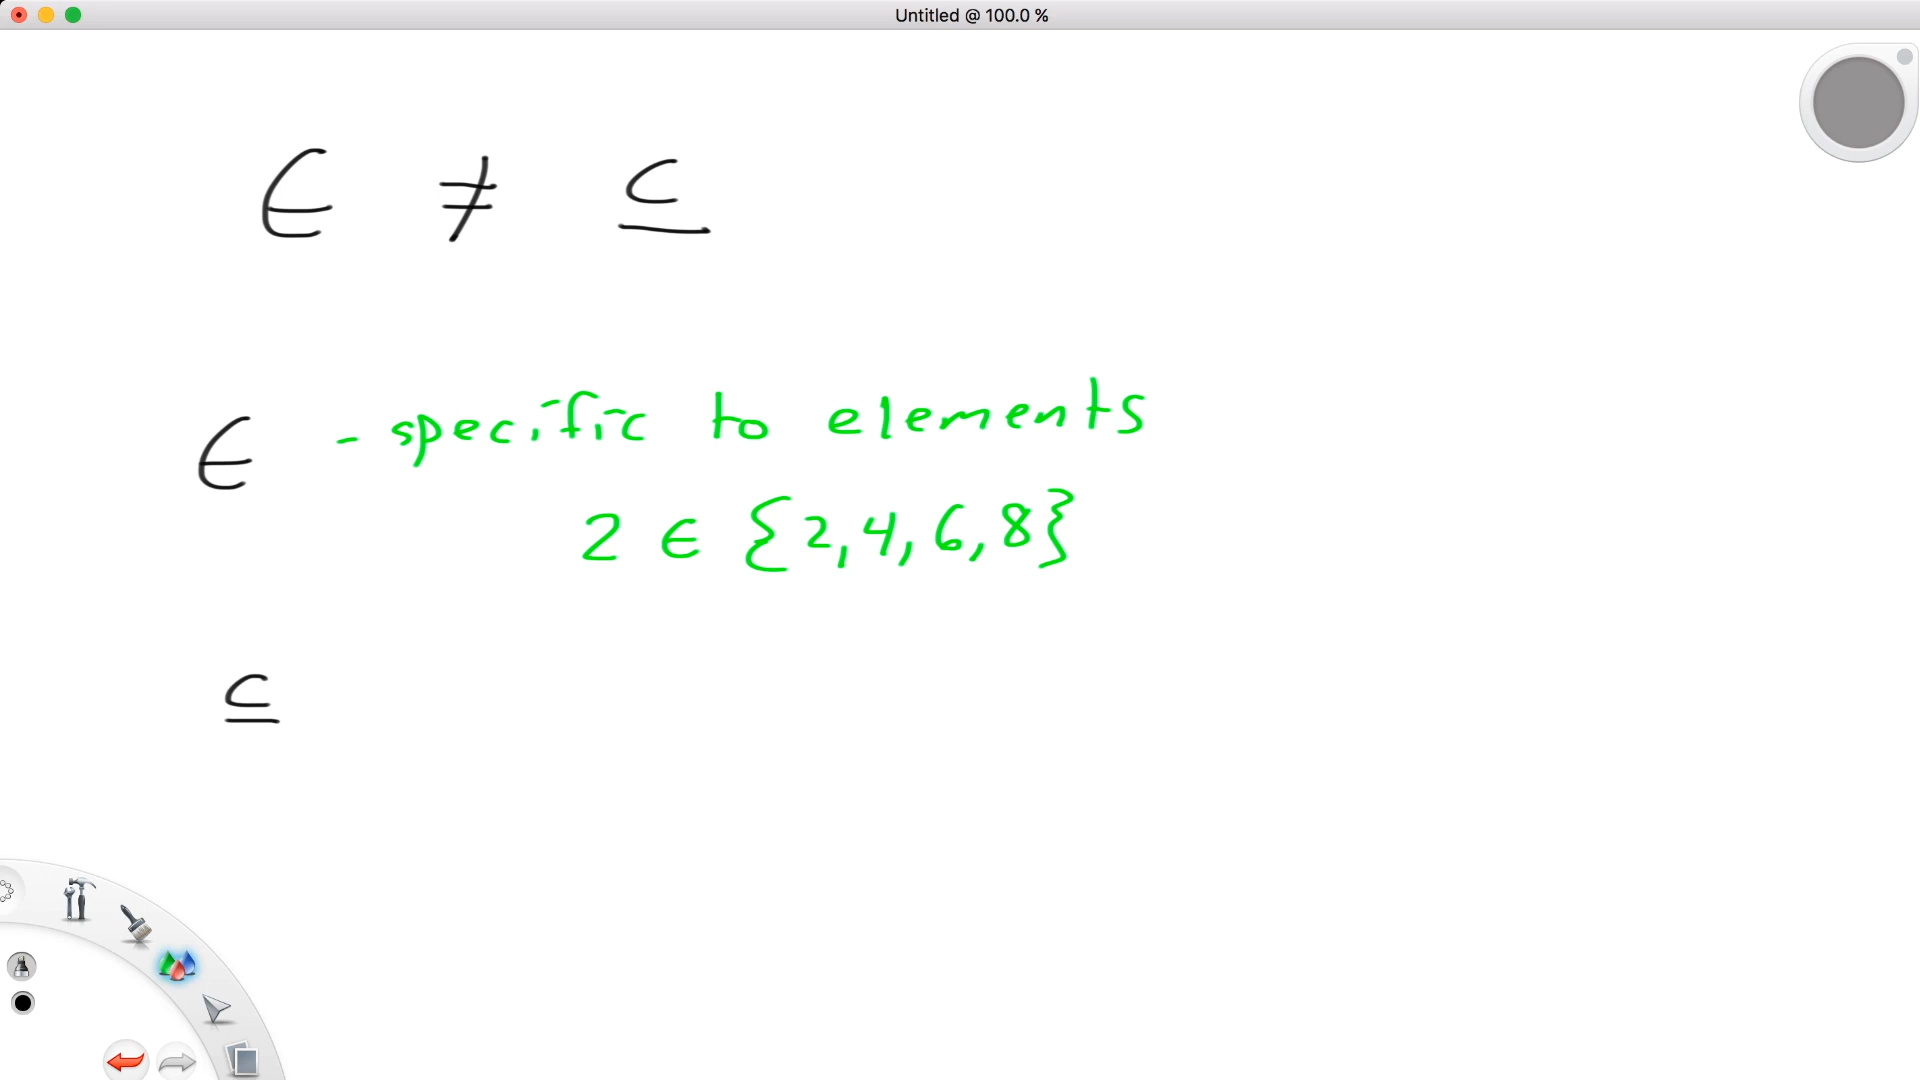 Untitled @ 100.0 %
∈ ≠ ⊆
∈ - specific to elements
2 ∈ {2,4,6,8}
⊆